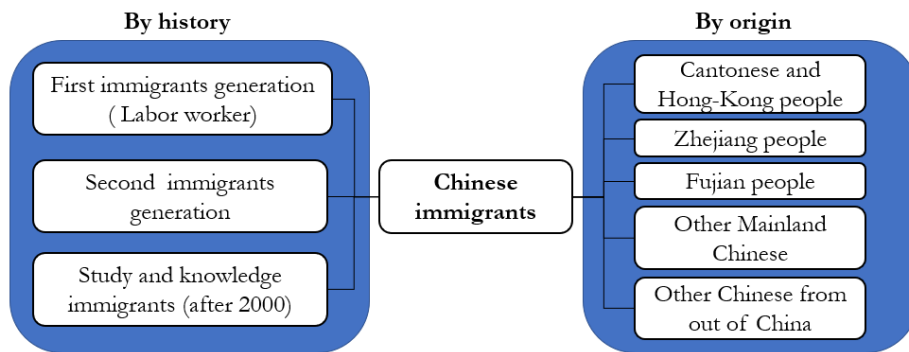 By history
First immigrants generation
( Labor worker)
Second immigrants
generation
Study and knowledge
immigrants (after 2000)
Chinese
immigrants
By origin
Cantonese and
Hong-Kong people
Zhejiang people
Fujian people
Other Mainland
Chinese
Other Chinese from
out of China